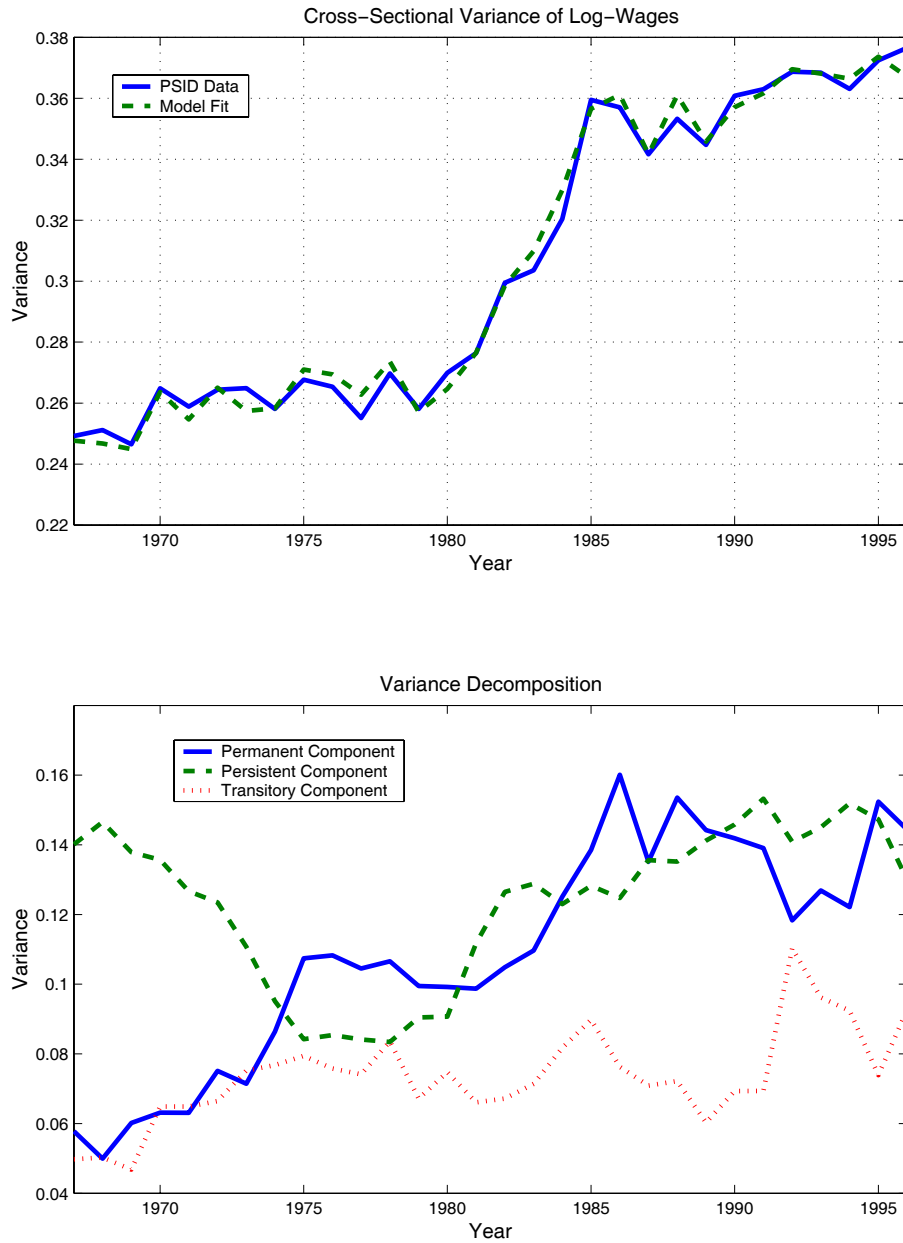 Cross-Sectional Variance of Log-Wages
0.38
PSID Data
Model Fit
0.36
0.34
0.32
0.3
0.28
0.26
0.24
0.22
Variance
1970 1975 1980 1985 1990 1995
Year
Variance Decomposition
Permanent Component
Persistent Component
Transitory Component
0.16
0.14
0.12
0.1
0.08
0.06
0.04
Variance
1970 1975 1980 1985 1990 1995
Year